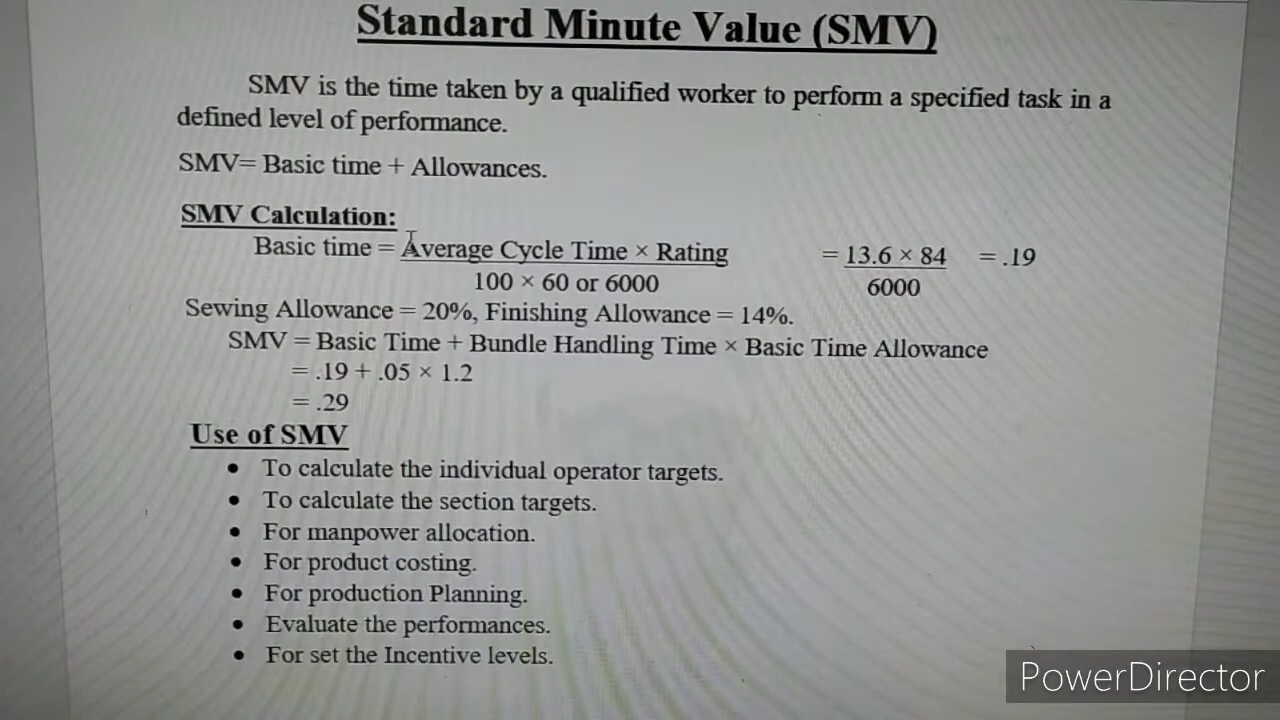 Standard Minute Value (SMV)
SMV is the time taken by a qualified worker to perform a specified task in a
defined level of performance.
SMV= Basic time + Allowances.
SMV Calculation:
Basic time = Average Cycle Time × Rating = 13.6 × 84 = .19
100 × 60 or 6000 6000
Sewing Allowance = 20%, Finishing Allowance = 14%.
SMV = Basic Time + Bundle Handling Time × Basic Time Allowance
= .19 + .05 × 1.2
= .29
Use of SMV
• To calculate the individual operator targets.
• To calculate the section targets.
• For manpower allocation.
• For product costing.
• For production Planning.
• Evaluate the performances.
• For set the Incentive levels.
PowerDirector